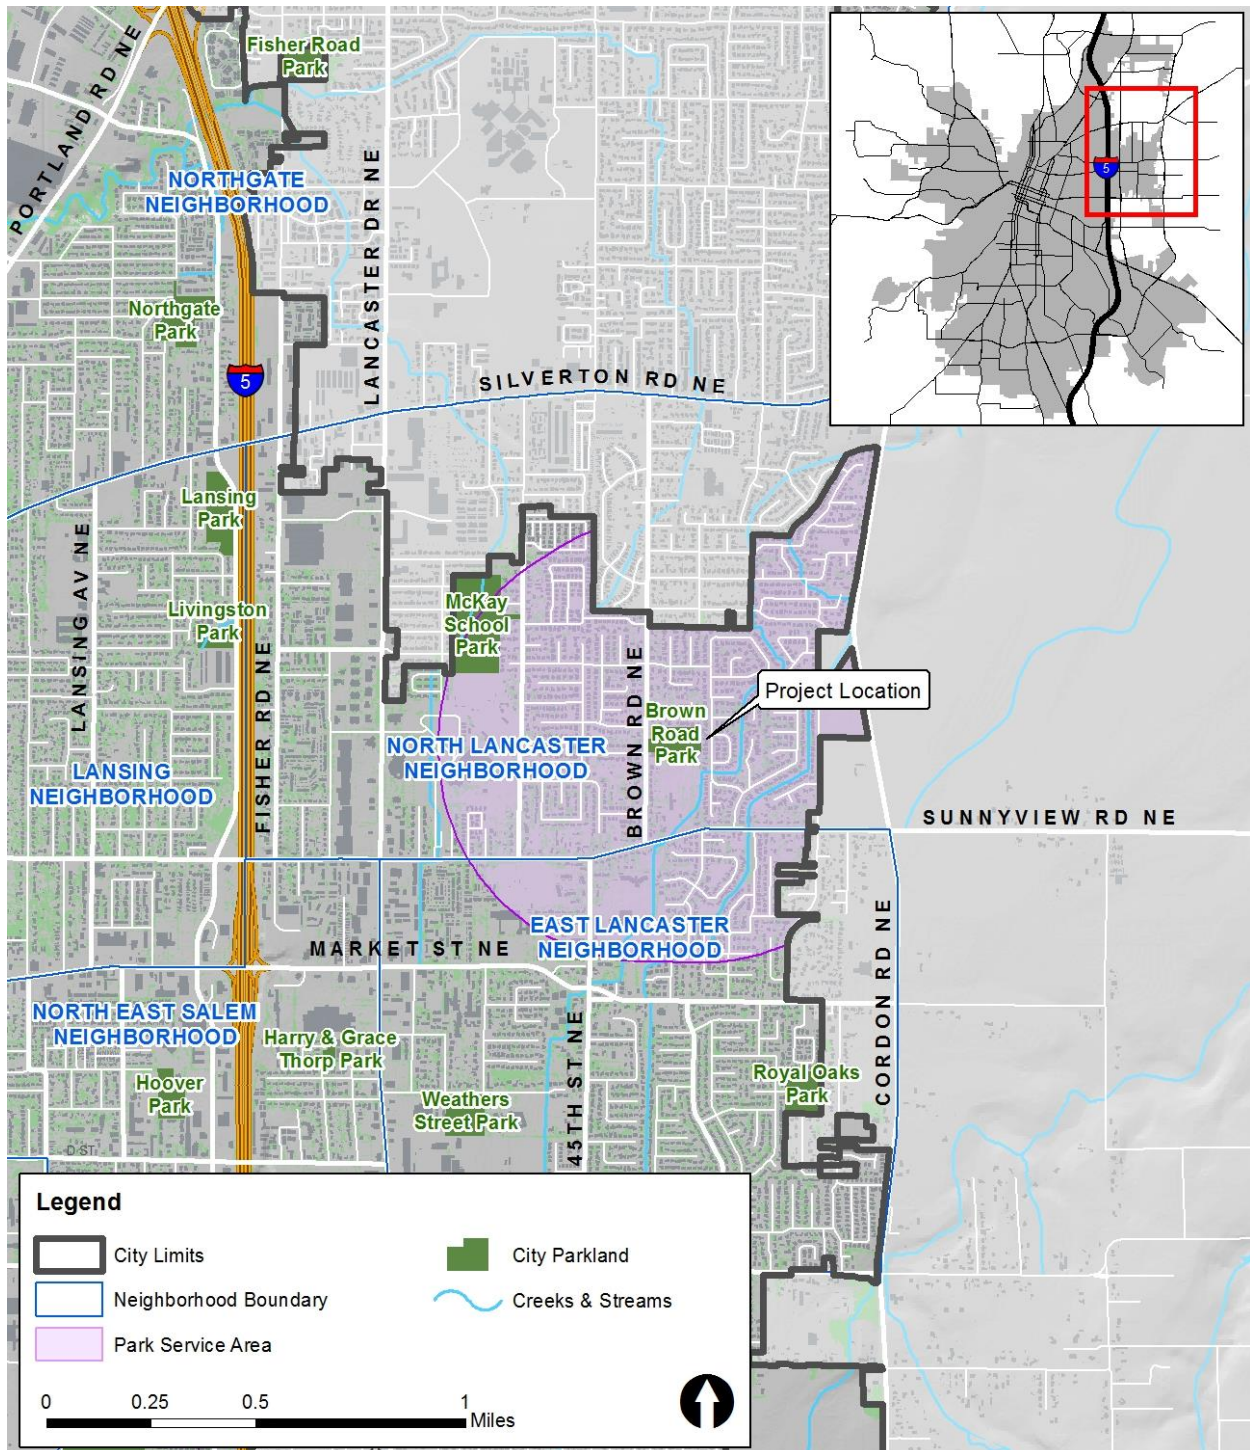 Fisher Road
Park
PORTLAND RD NE
NORTHGATE
NEIGHBORHOOD
LANCASTER DR NE
5
Northgate
Park
5
SILVERTON RD NE
Lansing
Park
LANSING AV NE
Livingston
Park
FISHER RD NE
McKay
School
Park
BROWN RD NE
Project Location
Brown
Road
Park
NORTH LANCASTER
NEIGHBORHOOD
LANSING
NEIGHBORHOOD
SUNNYVIEW RD NE
EAST LANCASTER
NEIGHBORHOOD
MARKET ST NE
CORDON RD NE
NORTH EAST SALEM
NEIGHBORHOOD
Harry & Grace
Thorp Park
45TH ST NE
Hoover
Park
Weathers
Street Park
Royal Oaks
Park
D ST
Legend
City Limits
City Parkland
Neighborhood Boundary
Creeks & Streams
Park Service Area
0 0.25 0.5 1
Miles